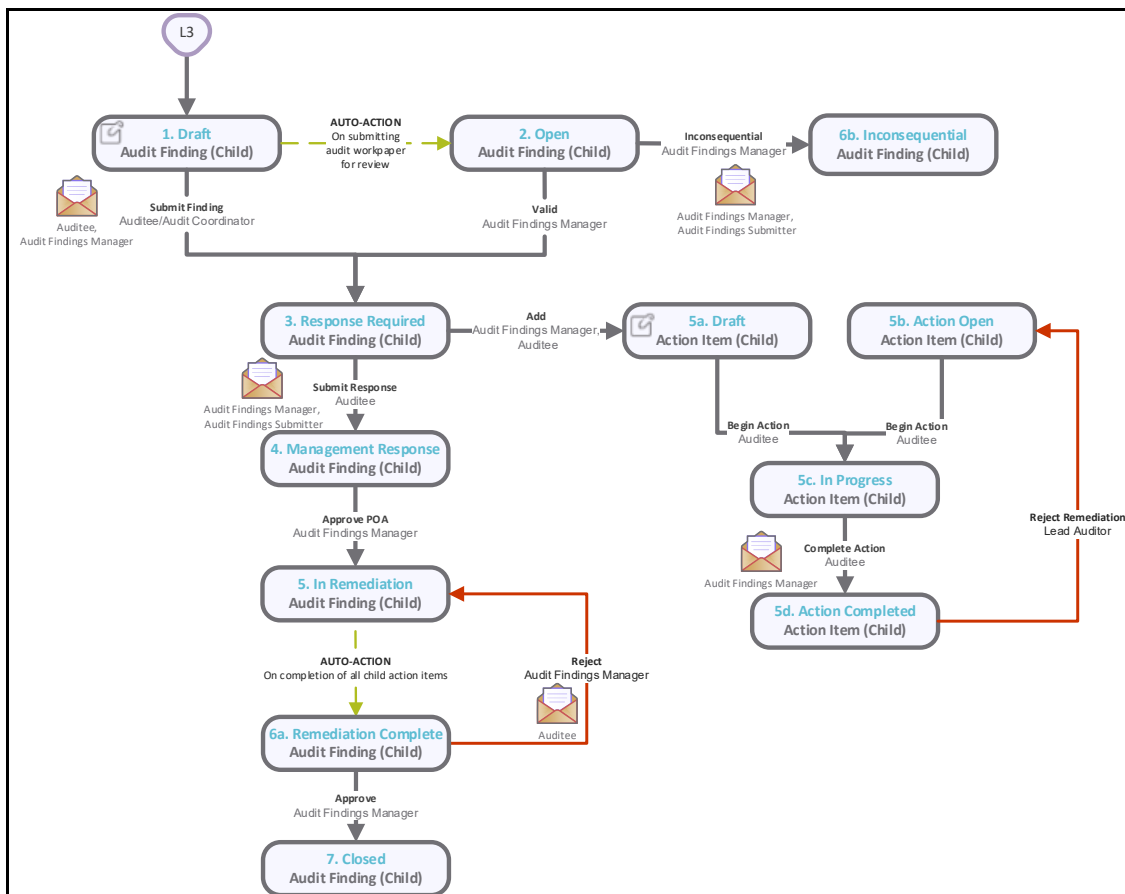 L3
1. Draft
Audit Finding (Child)
AUTO-ACTION
On submitting
audit workpaper
for review
2. Open
Audit Finding (Child)
Inconsequential
Audit Findings Manager
6b. Inconsequential
Audit Finding (Child)
Auditee,
Audit Findings Manager
Submit Finding
Auditee/Audit Coordinator
Valid
Audit Findings Manager
Audit Findings Manager,
Audit Findings Submitter
3. Response Required
Audit Finding (Child)
Add
Audit Findings Manager,
Auditee
5a. Draft
Action Item (Child)
5b. Action Open
Action Item (Child)
Audit Findings Manager,
Audit Findings Submitter
Submit Response
Auditee
Begin Action
Auditee
Begin Action
Auditee
4. Management Response
Audit Finding (Child)
5c. In Progress
Action Item (Child)
Approve POA
Audit Findings Manager
Reject Remediation
Lead Auditor
Complete Action
Auditee
Audit Findings Manager
5. In Remediation
Audit Finding (Child)
5d. Action Completed
Action Item (Child)
AUTO-ACTION
On completion of all child action items
Reject
Audit Findings Manager
Auditee
6a. Remediation Complete
Audit Finding (Child)
Approve
Audit Findings Manager
7. Closed
Audit Finding (Child)